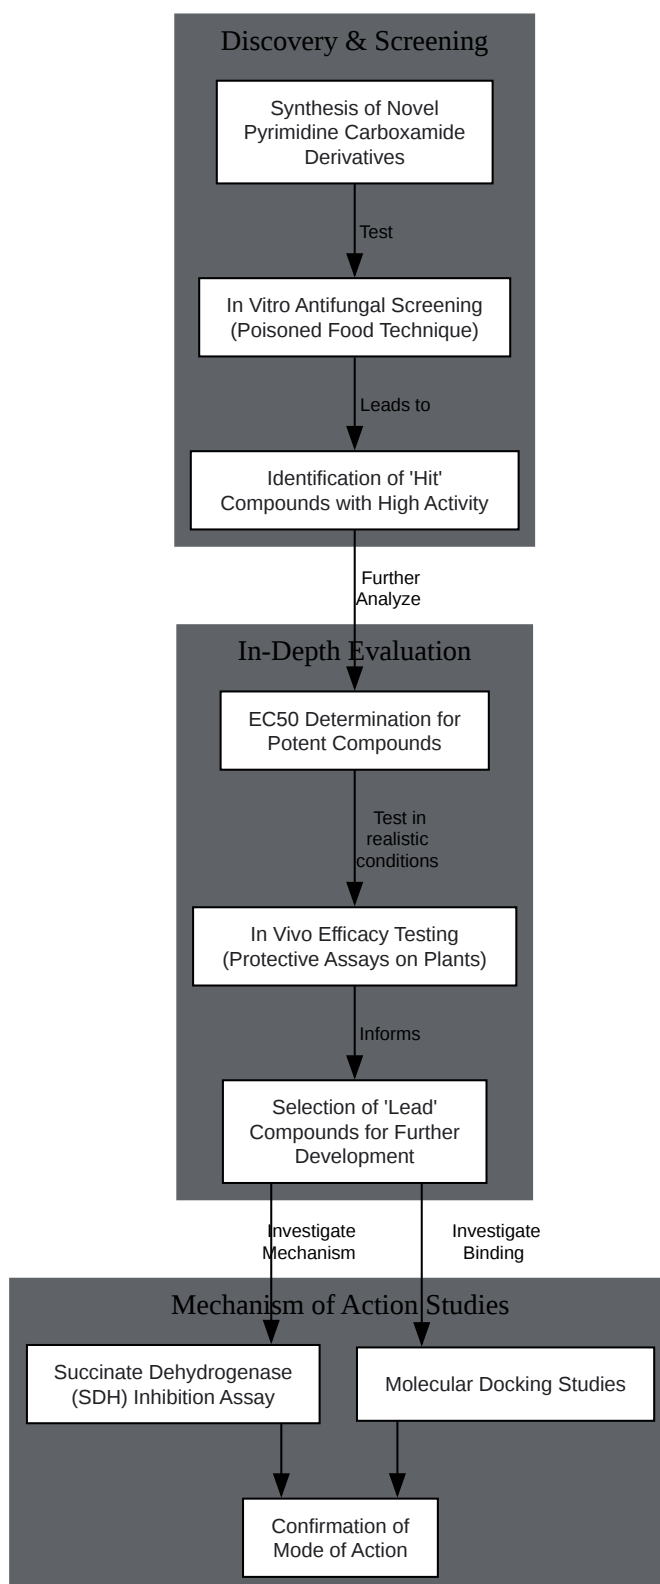 Discovery & Screening
Synthesis of Novel
Pyrimidine Carboxamide
Derivatives
Test
In Vitro Antifungal Screening
(Poisoned Food Technique)
Leads to
Identification of 'Hit'
Compounds with High Activity
Further
Analyze
In-Depth Evaluation
EC50 Determination for
Potent Compounds
Test in
realistic
conditions
In Vivo Efficacy Testing
(Protective Assays on Plants)
Informs
Selection of 'Lead'
Compounds for Further
Development
Investigate
Mechanism
Investigate
Binding
Mechanism of Action Studies
Succinate Dehydrogenase
(SDH) Inhibition Assay
Molecular Docking Studies
Confirmation of
Mode of Action